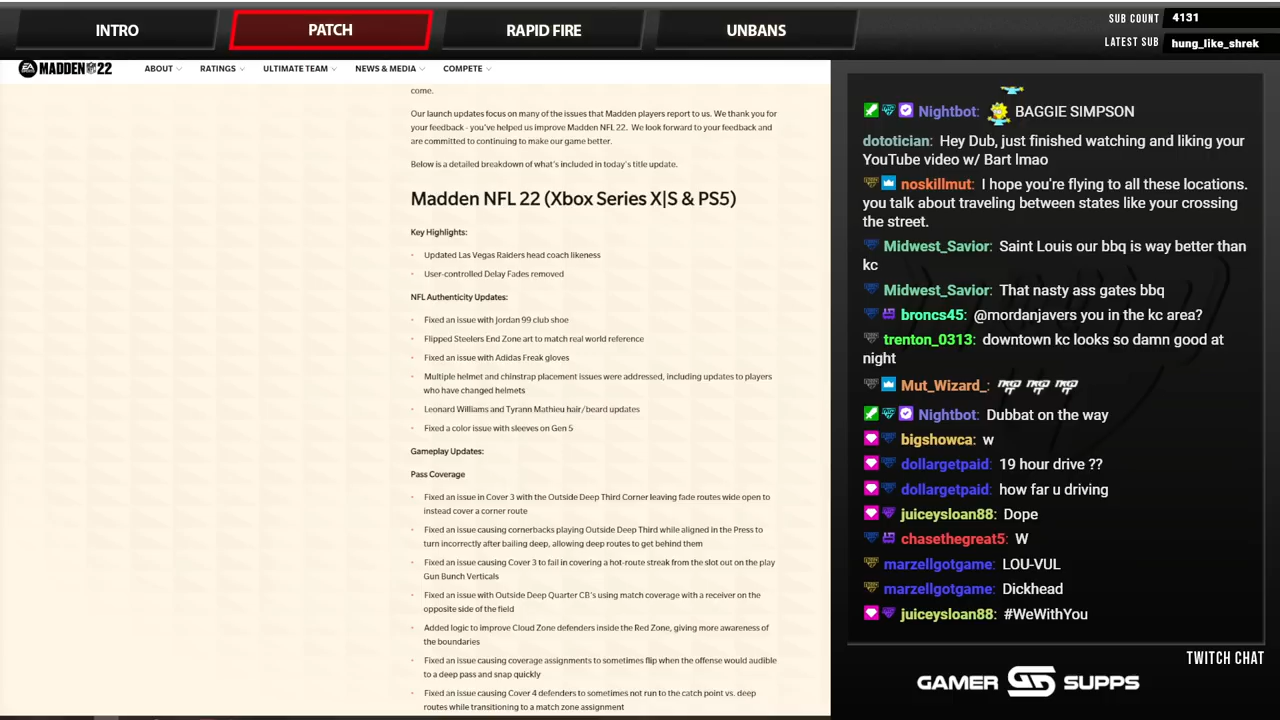 INTRO
PATCH
RAPID FIRE
UNBANS
SUB COUNT 4131
LATEST SUB hung_like_shrek
EA SPORTS MADDEN NFL 22
ABOUT
RATINGS
ULTIMATE TEAM
NEWS & MEDIA
COMPETE
come.
Our launch updates focus on many of the issues that Madden players report to us. We thank you for
your feedback - you've helped us improve Madden NFL 22. We look forward to your feedback and
are committed to continuing to make our game better.
Below is a detailed breakdown of what's included in today's title update.
Madden NFL 22 (Xbox Series X|S & PS5)
Key Highlights:
Updated Las Vegas Raiders head coach likeness
User-controlled Delay Fades removed
NFL Authenticity Updates:
Fixed an issue with Jordan 99 club shoe
Flipped Steelers End Zone art to match real world reference
Fixed an issue with Adidas Freak gloves
Multiple helmet and chinstrap placement issues were addressed, including updates to players
who have changed helmets
Leonard Williams and Tyrann Mathieu hair/beard updates
Fixed a color issue with sleeves on Gen 5
Gameplay Updates:
Pass Coverage
Fixed an issue in Cover 3 with the Outside Deep Third Corner leaving fade routes wide open to
instead cover a corner route
Fixed an issue causing cornerbacks playing Outside Deep Third while aligned in the Press to
turn incorrectly after bailing deep, allowing deep routes to get behind them
Fixed an issue causing Cover 3 to fail in covering a hot-route streak from the slot out on the play
Gun Bunch Verticals
Fixed an issue with Outside Deep Quarter CB's using match coverage with a receiver on the
opposite side of the field
Added logic to improve Cloud Zone defenders inside the Red Zone, giving more awareness of
the boundaries
Fixed an issue causing coverage assignments to sometimes flip when the offense would audible
to a deep pass and snap quickly
Fixed an issue causing Cover 4 defenders to sometimes not run to the catch point vs. deep
routes while transitioning to a match zone assignment
Nightbot: BAGGIE SIMPSON
dototician: Hey Dub, just finished watching and liking your
YouTube video w/ Bart lmao
noskillmut: I hope you're flying to all these locations.
you talk about traveling between states like your crossing
the street.
Midwest_Savior: Saint Louis our bbq is way better than
kc
Midwest_Savior: That nasty ass gates bbq
broncs45: @mordanjavers you in the kc area?
trenton_0313: downtown kc looks so damn good at
night
Mut_Wizard_:
Nightbot: Dubbat on the way
bigshowca: w
dollargetpaid: 19 hour drive ??
dollargetpaid: how far u driving
juiceysloan88: Dope
chasethegreat5: W
marzellgotgame: LOU-VUL
marzellgotgame: Dickhead
juiceysloan88: #WeWithYou
TWITCH CHAT
GAMER SUPPS